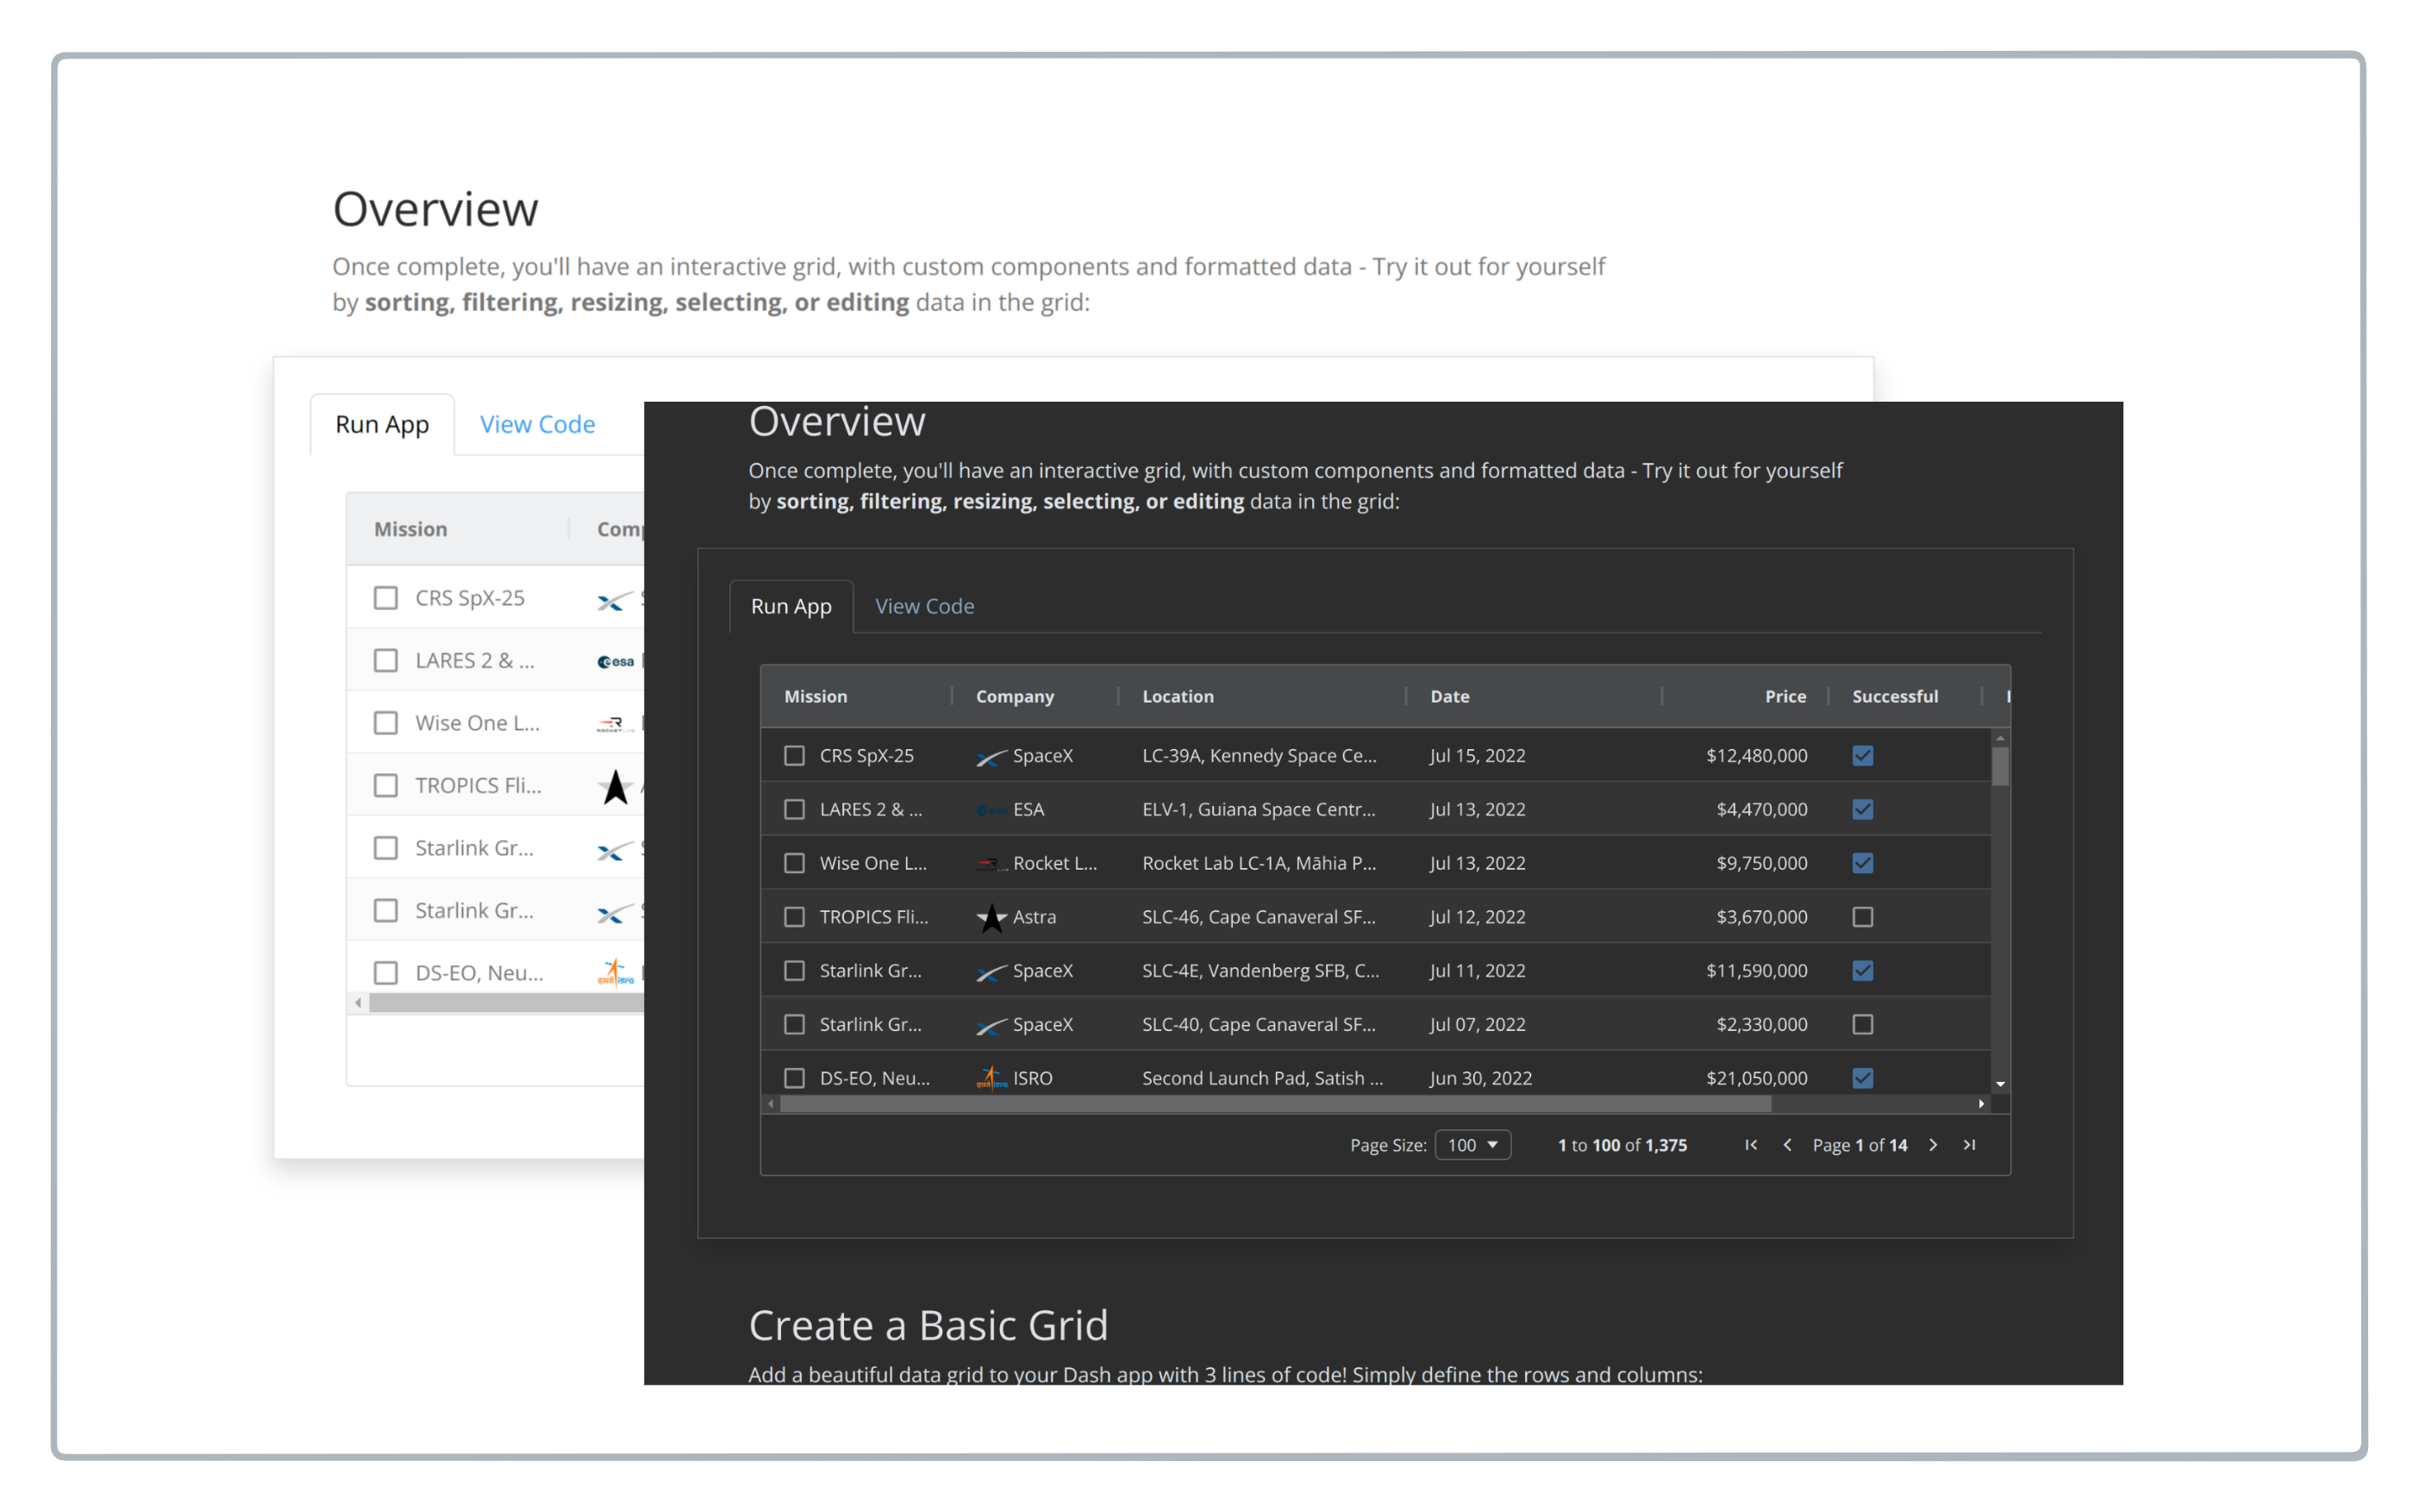 Overview
Once complete, you'll have an interactive grid, with custom components and formatted data - Try it out for yourself
by sorting, filtering, resizing, selecting, or editing data in the grid:
Run App View Code
Mission
CRS SpX-25
LARES 2 & ... esa
Wise One L...
TROPICS Fli...
Starlink Gr...
Starlink Gr...
DS-EO, Neu...
Overview
Once complete, you'll have an interactive grid, with custom components and formatted data - Try it out for yourself
by sorting, filtering, resizing, selecting, or editing data in the grid:
Run App View Code
Mission Company Location Date Price Successful
CRS SpX-25 SpaceX LC-39A, Kennedy Space Ce... Jul 15, 2022 $12,480,000
LARES 2 & ... esa ESA ELV-1, Guiana Space Centr... Jul 13, 2022 $4,470,000
Wise One L... Rocket L... Rocket Lab LC-1A, Māhia P... Jul 13, 2022 $9,750,000
TROPICS Fli... Astra SLC-46, Cape Canaveral SF... Jul 12, 2022 $3,670,000
Starlink Gr... SpaceX SLC-4E, Vandenberg SFB, C... Jul 11, 2022 $11,590,000
Starlink Gr... SpaceX SLC-40, Cape Canaveral SF... Jul 07, 2022 $2,330,000
DS-EO, Neu... ISRO Second Launch Pad, Satish ... Jun 30, 2022 $21,050,000
Page Size: 100 1 to 100 of 1,375 Page 1 of 14
Create a Basic Grid
Add a beautiful data grid to your Dash app with 3 lines of code! Simply define the rows and columns: